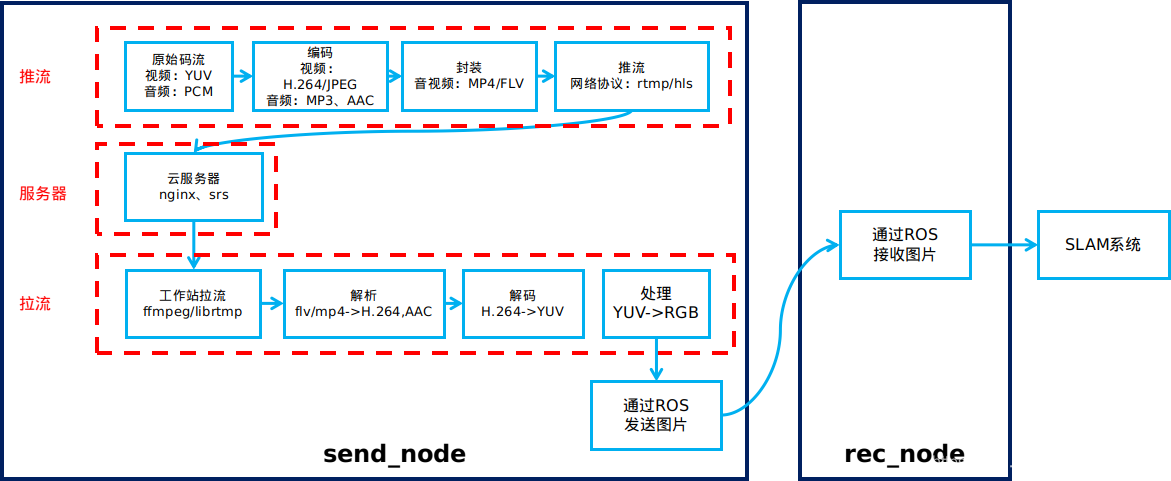 推流
原始码流
视频：YUV
音频：PCM
编码
视频：
H.264/JPEG
音频：MP3、AAC
封装
音视频：MP4/FLV
推流
网络协议：rtmp/hls
服务器
云服务器
nginx、srs
拉流
工作站拉流
ffmpeg/librtmp
解析
flv/mp4->H.264,AAC
解码
H.264->YUV
处理
YUV->RGB
通过ROS
发送图片
send_node
通过ROS
接收图片
rec_node
SLAM系统